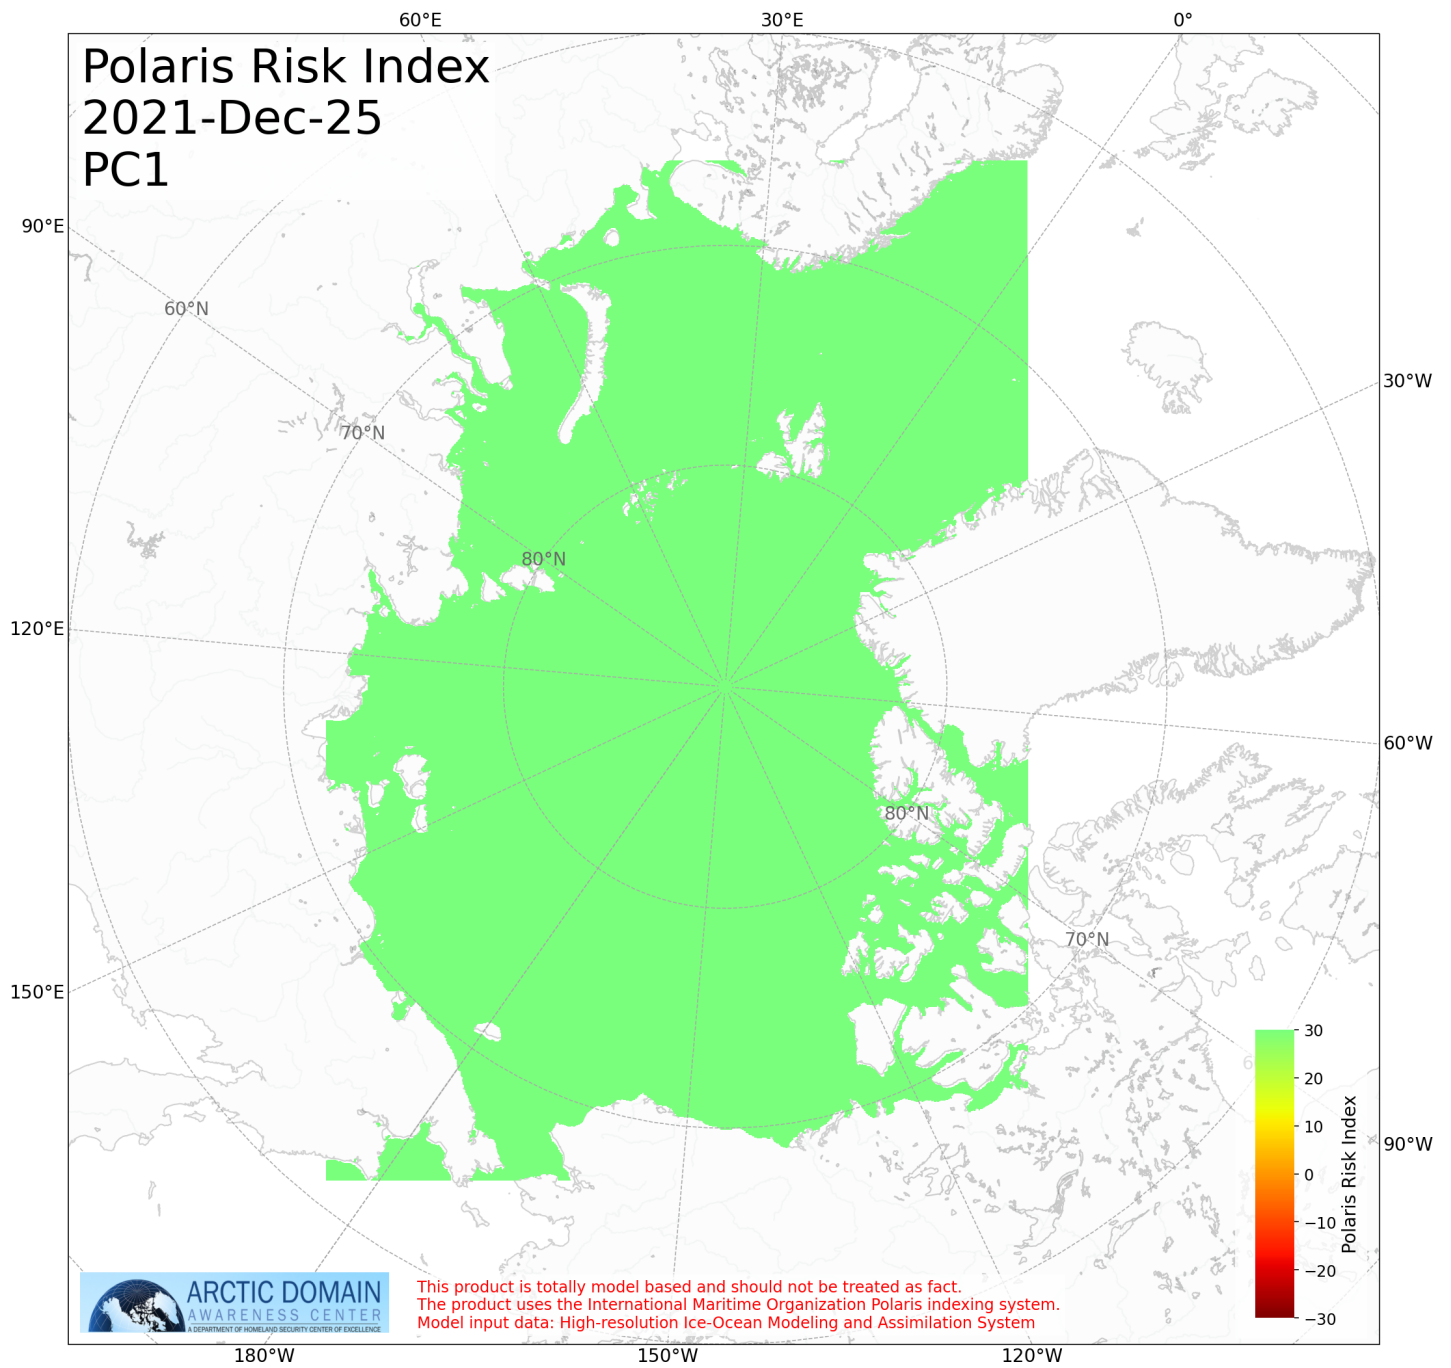 60°E 30°E 0°
Polaris Risk Index
2021-Dec-25
PC1
90°E
60°N
30°W
70°N
80°N
120°E
60°W
80°N
70°N
150°E
30
20
10
0
−10
−20
−30
Polaris Risk Index
90°W
ARCTIC DOMAIN
AWARENESS CENTER
A DEPARTMENT OF HOMELAND SECURITY CENTER OF EXCELLENCE
This product is totally model based and should not be treated as fact.
The product uses the International Maritime Organization Polaris indexing system.
Model input data: High-resolution Ice-Ocean Modeling and Assimilation System
180°W 150°W 120°W